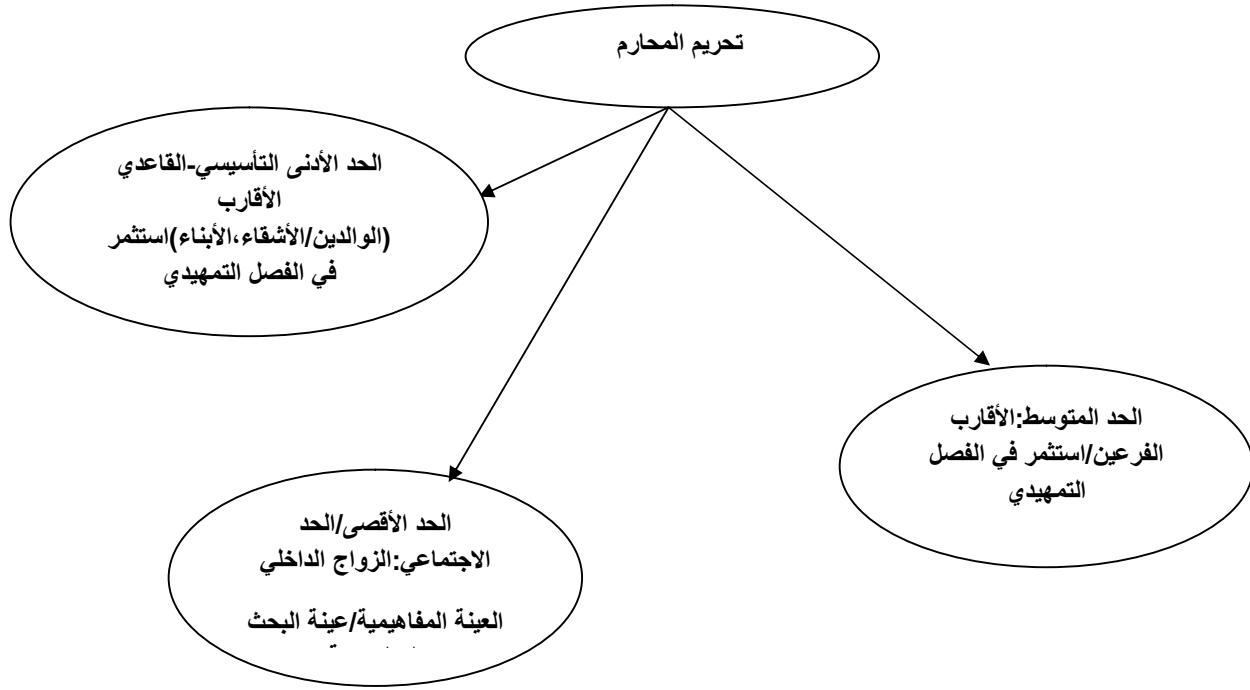 تحريم المحارم
الحد الأدنى التأسيسي-القاعدي
الأقارب
(الوالدين/الأشقاء،الأبناء)استثمر
في الفصل التمهيدي
الحد المتوسط:الأقارب
الفرعين/استثمر في الفصل
التمهيدي
الحد الأقصى/الحد
الاجتماعي:الزواج الداخلي
العينة المفاهيمية/عينة البحث